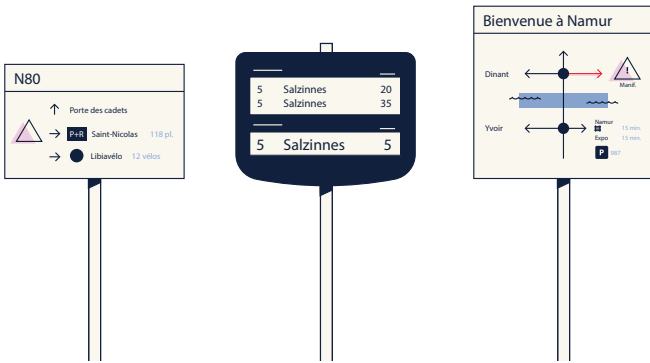 N80
Porte des cadets
P+R Saint-Nicolas 118 pl.
Libiavélo 12 vélos
5 Salzinnes 20
5 Salzinnes 35
5 Salzinnes 5
Bienvenue à Namur
Dinant
!
Manif.
Yvoir
Namur
15 min.
Expo 15 min.
P 987